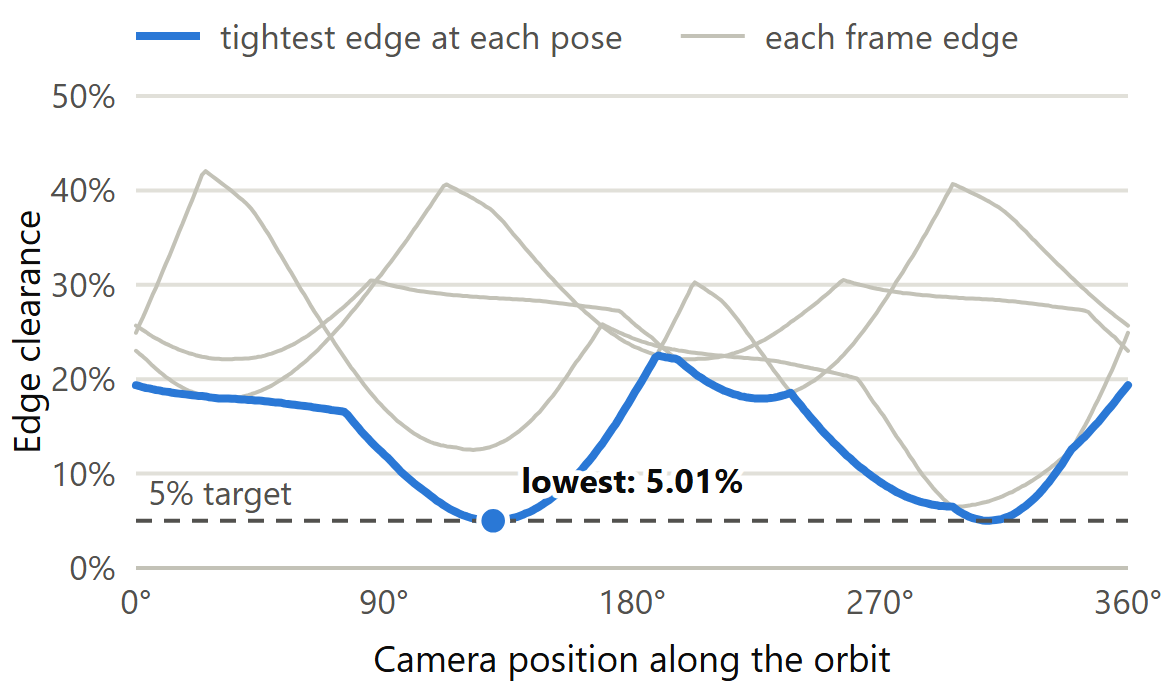 tightest edge at each pose
each frame edge
50%
40%
30%
20%
10%
0%
Edge clearance
5% target
lowest: 5.01%
0°
90°
180°
270°
360°
Camera position along the orbit